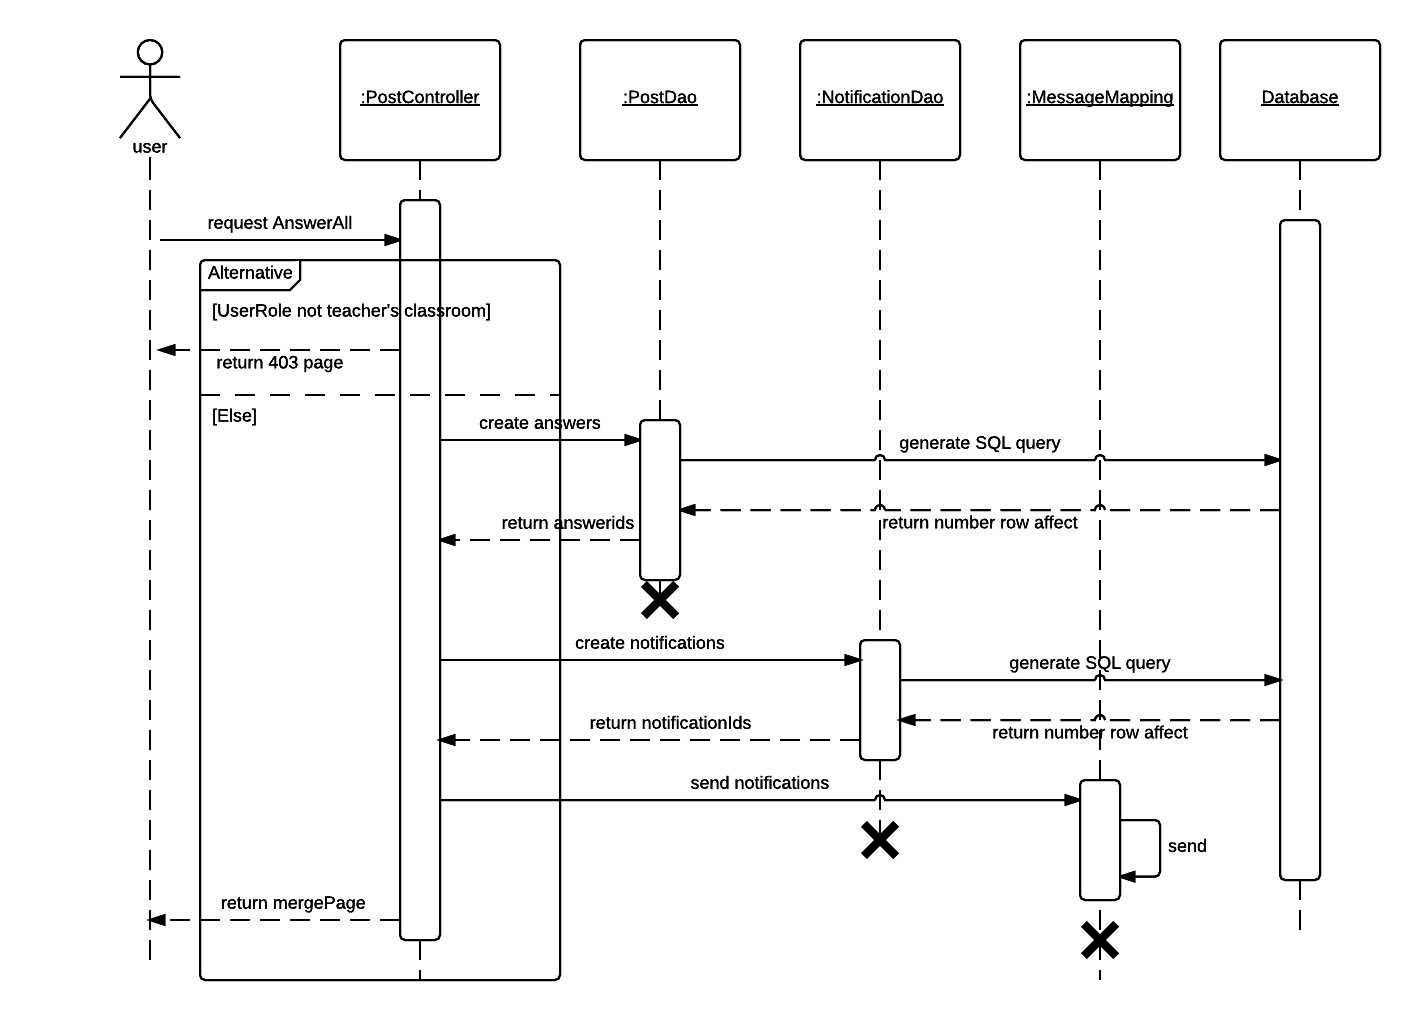 user
:PostController
:PostDao
:NotificationDao
:MessageMapping
Database
request AnswerAll
Alternative
[UserRole not teacher's classroom]
return 403 page
[Else]
create answers
generate SQL query
return number row affect
return answerids
create notifications
generate SQL query
return notificationIds
return number row affect
send notifications
send
return mergePage